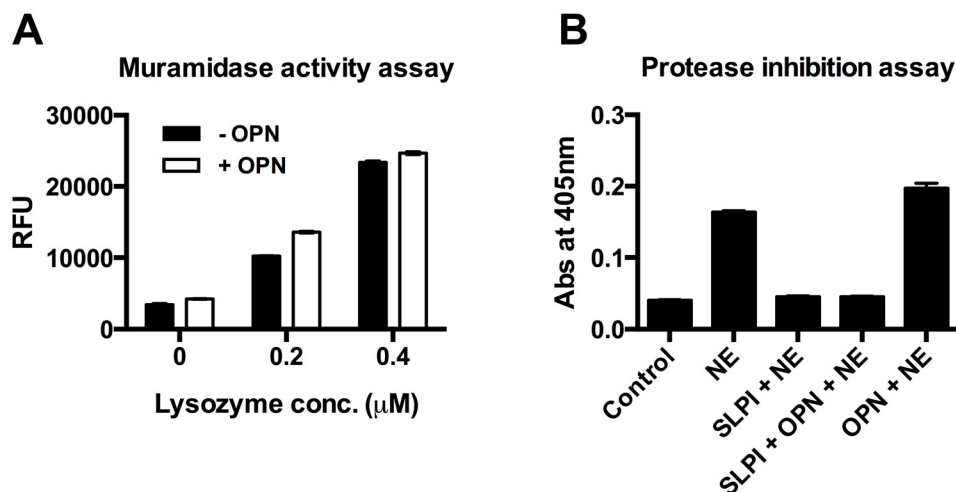 A
Muramidase activity assay
30000
20000
10000
0
RFU
- OPN
+ OPN
0
0.2
0.4
Lysozyme conc. (μM)
B
Protease inhibition assay
0.3
0.2
0.1
0.0
Abs at 405nm
Control
NE
SLPI + NE
SLPI + OPN + NE
OPN + NE